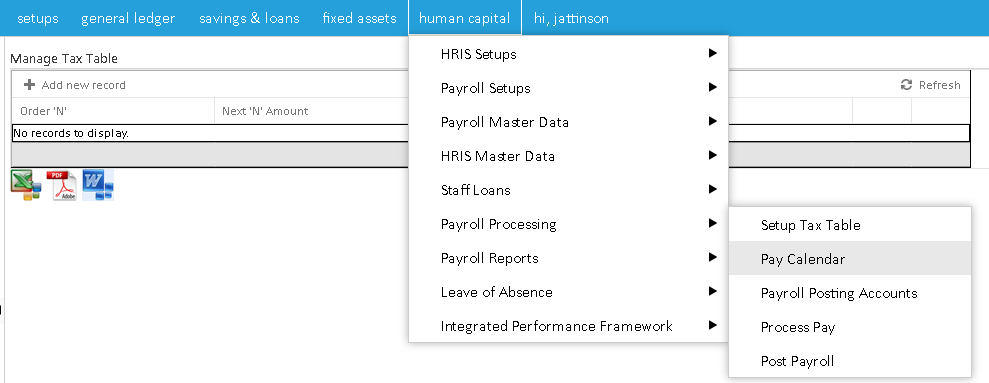 setups general ledger savings & loans fixed assets human capital hi, jattinson
Manage Tax Table
Add new record Refresh
Order 'N' Next 'N' Amount
No records to display.
PDF
Adobe
HRIS Setups
Payroll Setups
Payroll Master Data
HRIS Master Data
Staff Loans
Payroll Processing
Payroll Reports
Leave of Absence
Integrated Performance Framework
Setup Tax Table
Pay Calendar
Payroll Posting Accounts
Process Pay
Post Payroll